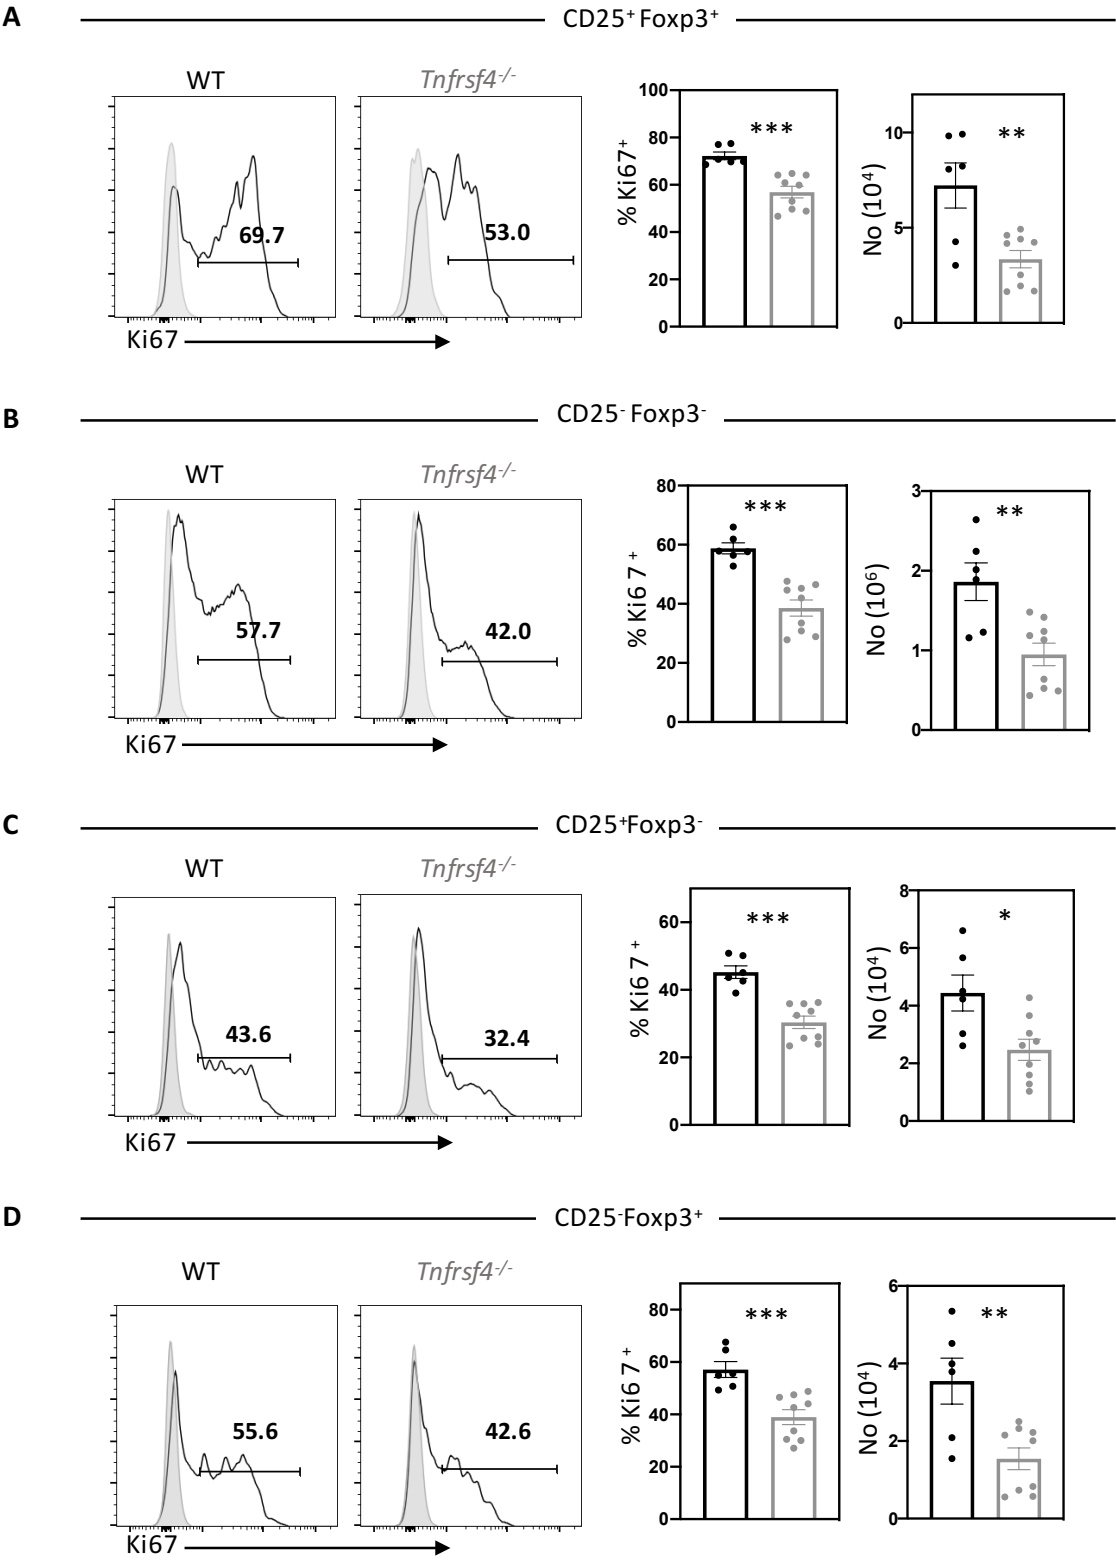 A
CD25⁺ Foxp3⁺
WT
Tnfrsf4⁻/⁻
69.7
53.0
Ki67
% Ki67⁺
100
80
60
40
20
0
***
No (10⁴)
10
5
0
**
B
CD25⁻ Foxp3⁻
WT
Tnfrsf4⁻/⁻
57.7
42.0
Ki67
% Ki6 7 ⁺
80
60
40
20
0
***
No (10⁶)
3
2
1
0
**
C
CD25⁺Foxp3⁻
WT
Tnfrsf4⁻/⁻
43.6
32.4
Ki67
% Ki6 7 ⁺
60
40
20
0
***
No (10⁴)
8
6
4
2
0
*
D
CD25⁻Foxp3⁺
WT
Tnfrsf4⁻/⁻
55.6
42.6
Ki67
% Ki6 7 ⁺
80
60
40
20
0
***
No (10⁴)
6
4
2
0
**